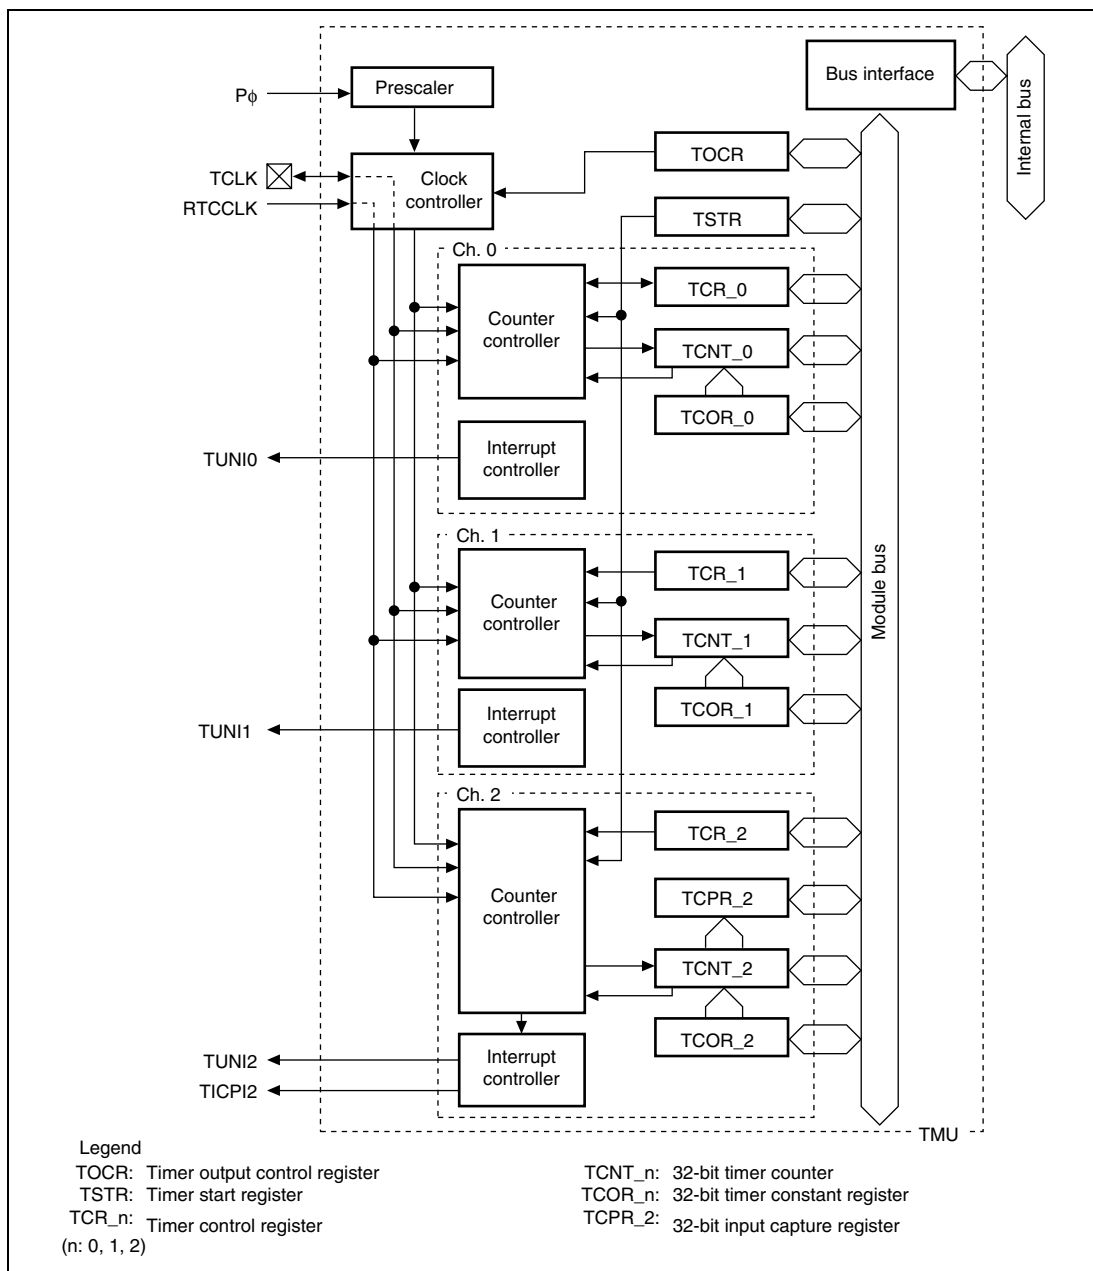 Bus interface
Internal bus
Prescaler
Pϕ
TOCR
TCLK
Clock
controller
RTCCLK
TSTR
Ch. 0
TCR_0
Counter
controller
TCNT_0
TCOR_0
Interrupt
controller
TUNI0
Ch. 1
TCR_1
Counter
controller
TCNT_1
Module bus
TCOR_1
Interrupt
controller
TUNI1
Ch. 2
TCR_2
Counter
controller
TCPR_2
TCNT_2
TCOR_2
Interrupt
controller
TUNI2
TICPI2
TMU
Legend
TOCR: Timer output control register
TSTR: Timer start register
TCR_n: Timer control register
(n: 0, 1, 2)
TCNT_n: 32-bit timer counter
TCOR_n: 32-bit timer constant register
TCPR_2: 32-bit input capture register